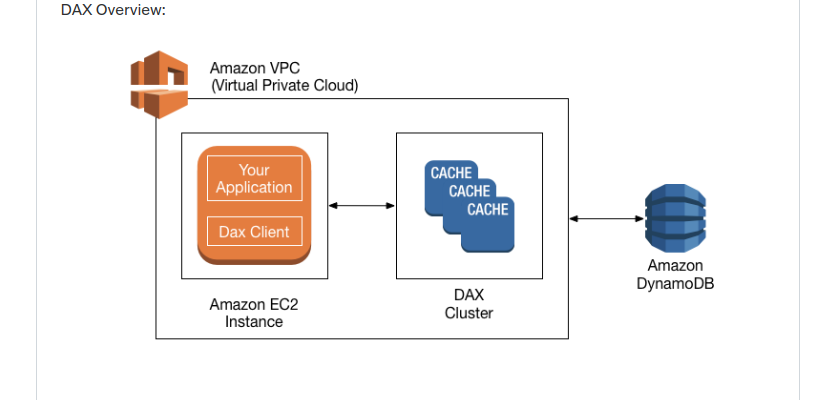 DAX Overview:
Amazon VPC
(Virtual Private Cloud)
Your
Application
Dax Client
CACHE
CACHE
CACHE
Amazon EC2
Instance
DAX
Cluster
Amazon
DynamoDB